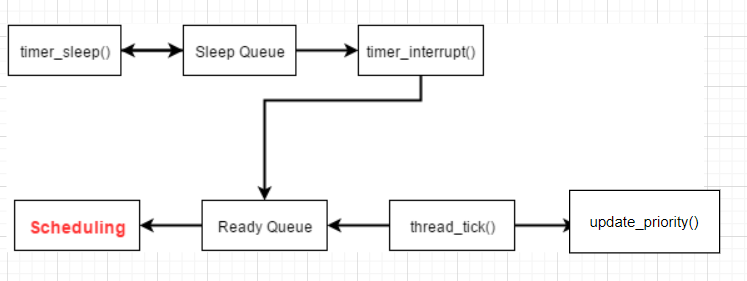 timer_sleep()
Sleep Queue
timer_interrupt()
Scheduling
Ready Queue
thread_tick()
update_priority()